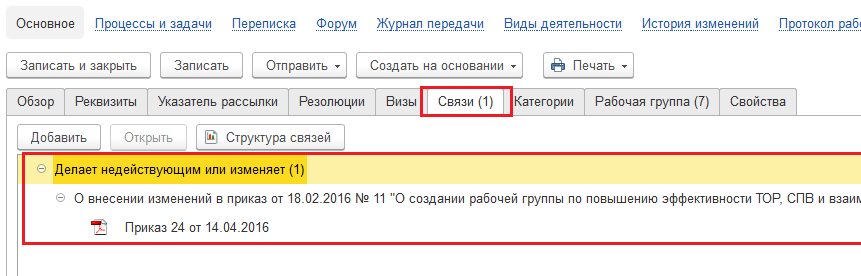 Основное Процессы и задачи Переписка Форум Журнал передачи Виды деятельности История изменений Протокол рабо
Записать и закрыть Записать Отправить Создать на основании Печать
Обзор Реквизиты Указатель рассылки Резолюции Визы Связи (1) Категории Рабочая группа (7) Свойства
Добавить Открыть Структура связей
Делает недействующим или изменяет (1)
О внесении изменений в приказ от 18.02.2016 № 11 "О создании рабочей группы по повышению эффективности ТОР, СПВ и взаим
Приказ 24 от 14.04.2016